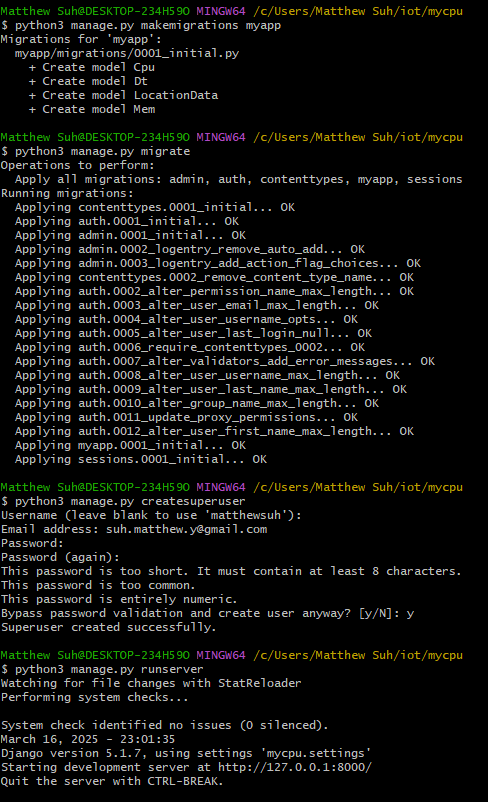 Matthew Suh@DESKTOP-234H59O MINGW64 /c/Users/Matthew Suh/iot/mycpu
$ python3 manage.py makemigrations myapp
Migrations for 'myapp':
  myapp/migrations/0001_initial.py
    + Create model Cpu
    + Create model Dt
    + Create model LocationData
    + Create model Mem
Matthew Suh@DESKTOP-234H59O MINGW64 /c/Users/Matthew Suh/iot/mycpu
$ python3 manage.py migrate
Operations to perform:
  Apply all migrations: admin, auth, contenttypes, myapp, sessions
Running migrations:
  Applying contenttypes.0001_initial... OK
  Applying auth.0001_initial... OK
  Applying admin.0001_initial... OK
  Applying admin.0002_logentry_remove_auto_add... OK
  Applying admin.0003_logentry_add_action_flag_choices... OK
  Applying contenttypes.0002_remove_content_type_name... OK
  Applying auth.0002_alter_permission_name_max_length... OK
  Applying auth.0003_alter_user_email_max_length... OK
  Applying auth.0004_alter_user_username_opts... OK
  Applying auth.0005_alter_user_last_login_null... OK
  Applying auth.0006_require_contenttypes_0002... OK
  Applying auth.0007_alter_validators_add_error_messages... OK
  Applying auth.0008_alter_user_username_max_length... OK
  Applying auth.0009_alter_user_last_name_max_length... OK
  Applying auth.0010_alter_group_name_max_length... OK
  Applying auth.0011_update_proxy_permissions... OK
  Applying auth.0012_alter_user_first_name_max_length... OK
  Applying myapp.0001_initial... OK
  Applying sessions.0001_initial... OK
Matthew Suh@DESKTOP-234H59O MINGW64 /c/Users/Matthew Suh/iot/mycpu
$ python3 manage.py createsuperuser
Username (leave blank to use 'matthewsuh'):
Email address: suh.matthew.y@gmail.com
Password:
Password (again):
This password is too short. It must contain at least 8 characters.
This password is too common.
This password is entirely numeric.
Bypass password validation and create user anyway? [y/N]: y
Superuser created successfully.
Matthew Suh@DESKTOP-234H59O MINGW64 /c/Users/Matthew Suh/iot/mycpu
$ python3 manage.py runserver
Watching for file changes with StatReloader
Performing system checks...
System check identified no issues (0 silenced).
March 16, 2025 - 23:01:35
Django version 5.1.7, using settings 'mycpu.settings'
Starting development server at http://127.0.0.1:8000/
Quit the server with CTRL-BREAK.